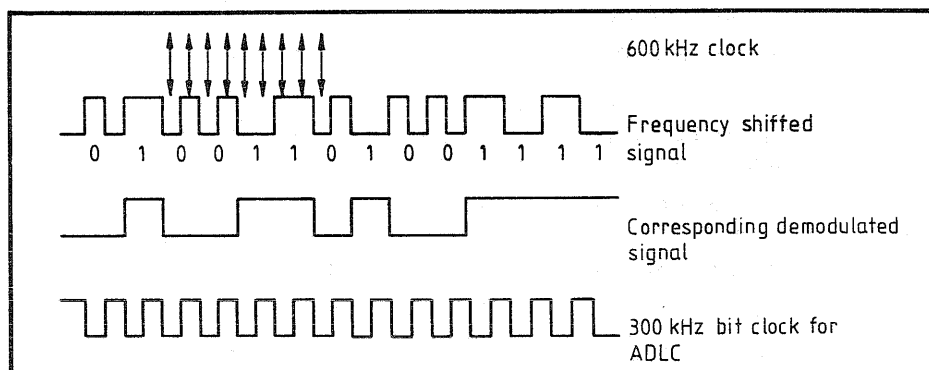 600 kHz clock
Frequency shifted
signal
0 1 0 0 1 1 0 1 0 0 1 1 1 1
Corresponding demodulated
signal
300 kHz bit clock for
ADLC